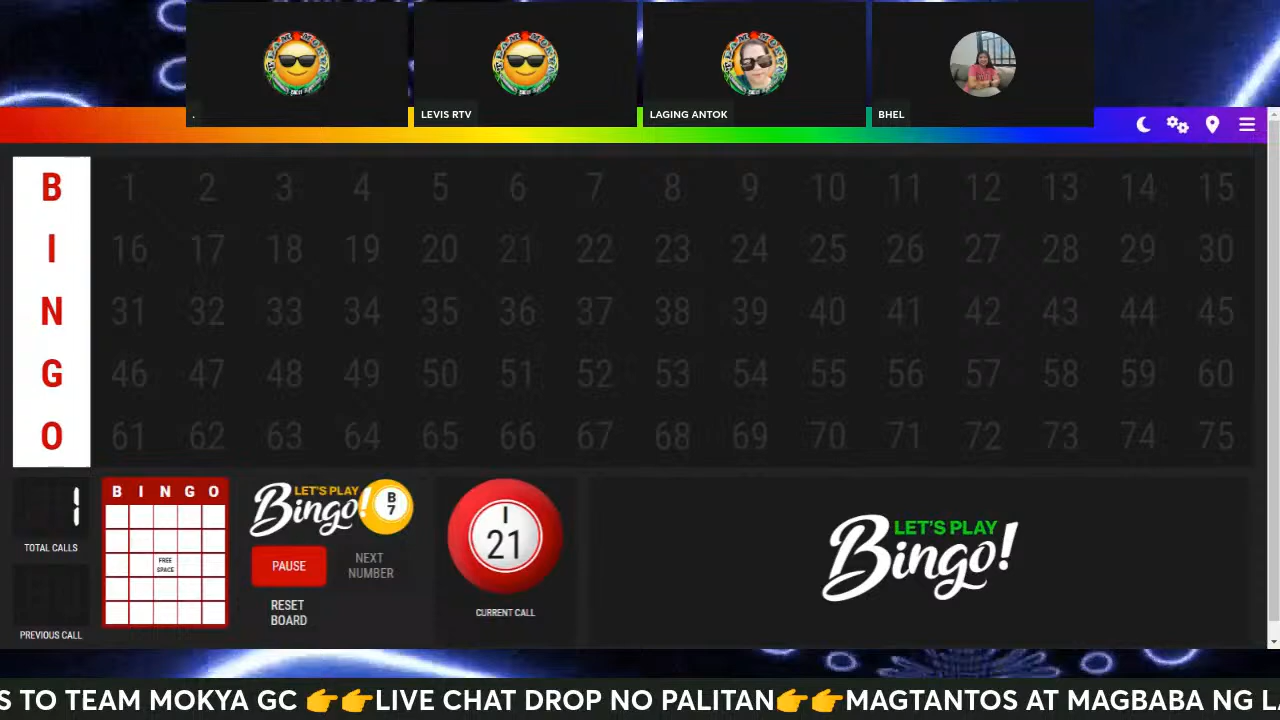 .
LEVIS RTV
LAGING ANTOK
BHEL
B 1 2 3 4 5 6 7 8 9 10 11 12 13 14 15
I 16 17 18 19 20 21 22 23 24 25 26 27 28 29 30
N 31 32 33 34 35 36 37 38 39 40 41 42 43 44 45
G 46 47 48 49 50 51 52 53 54 55 56 57 58 59 60
O 61 62 63 64 65 66 67 68 69 70 71 72 73 74 75
1
TOTAL CALLS
PREVIOUS CALL
B I N G O
FREE
SPACE
LET'S PLAY
Bingo!
B
7
PAUSE
NEXT
NUMBER
RESET
BOARD
I
21
CURRENT CALL
LET'S PLAY
Bingo!
S TO TEAM MOKYA GC 👉👉LIVE CHAT DROP NO PALITAN👉👉MAGTANTOS AT MAGBABA NG